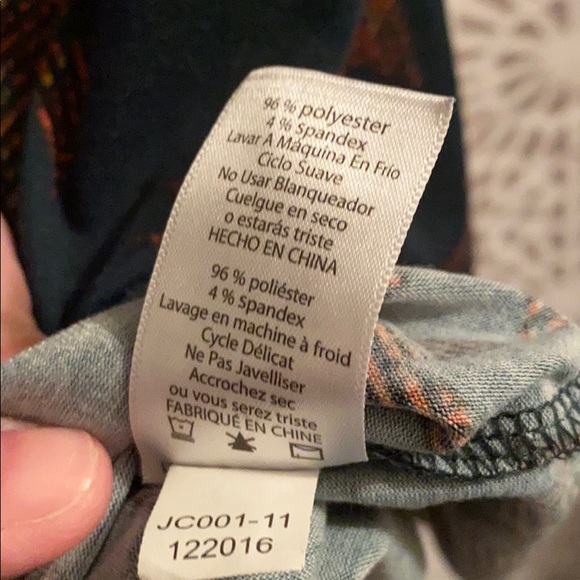 96 % polyester
4 % Spandex
Lavar À Màquina En Frío
Ciclo Suave
No Usar Blanqueador
Cuelgue en seco
o estarás triste
HECHO EN CHINA
96 % poliéster
4 % Spandex
Lavage en machine à froid
Cycle Délicat
Ne Pas Javelliser
Accrochez sec
ou vous serez triste
FABRIQUÉ EN CHINE
JC001-11
122016